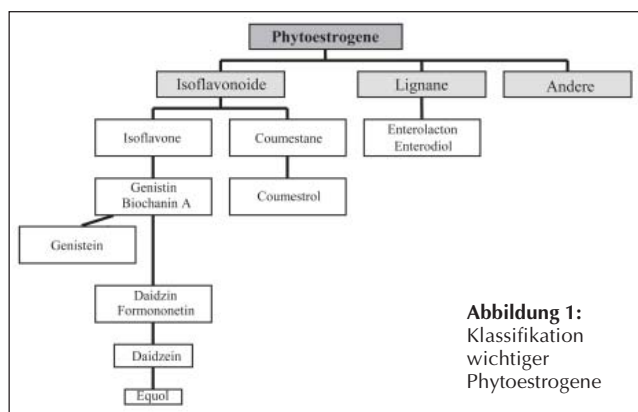 Phytoestrogene
Isoflavonoide
Lignane
Andere
Isoflavone
Coumestane
Enterolacton
Enterodiol
Genistin
Biochanin A
Coumestrol
Genistein
Daidzin
Formononetin
Daidzein
Equol
Abbildung 1:
Klassifikation
wichtiger
Phytoestrogene